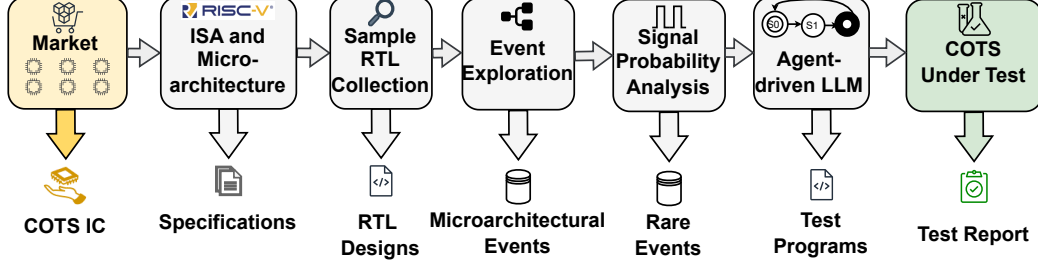 Market
RISC-V®
ISA and
Micro-
architecture
Sample
RTL
Collection
Event
Exploration
Signal
Probability
Analysis
S0
S1
Agent-
driven LLM
COTS
Under Test
COTS IC
Specifications
</>
RTL
Designs
Microarchitectural
Events
Rare
Events
</>
Test
Programs
Test Report